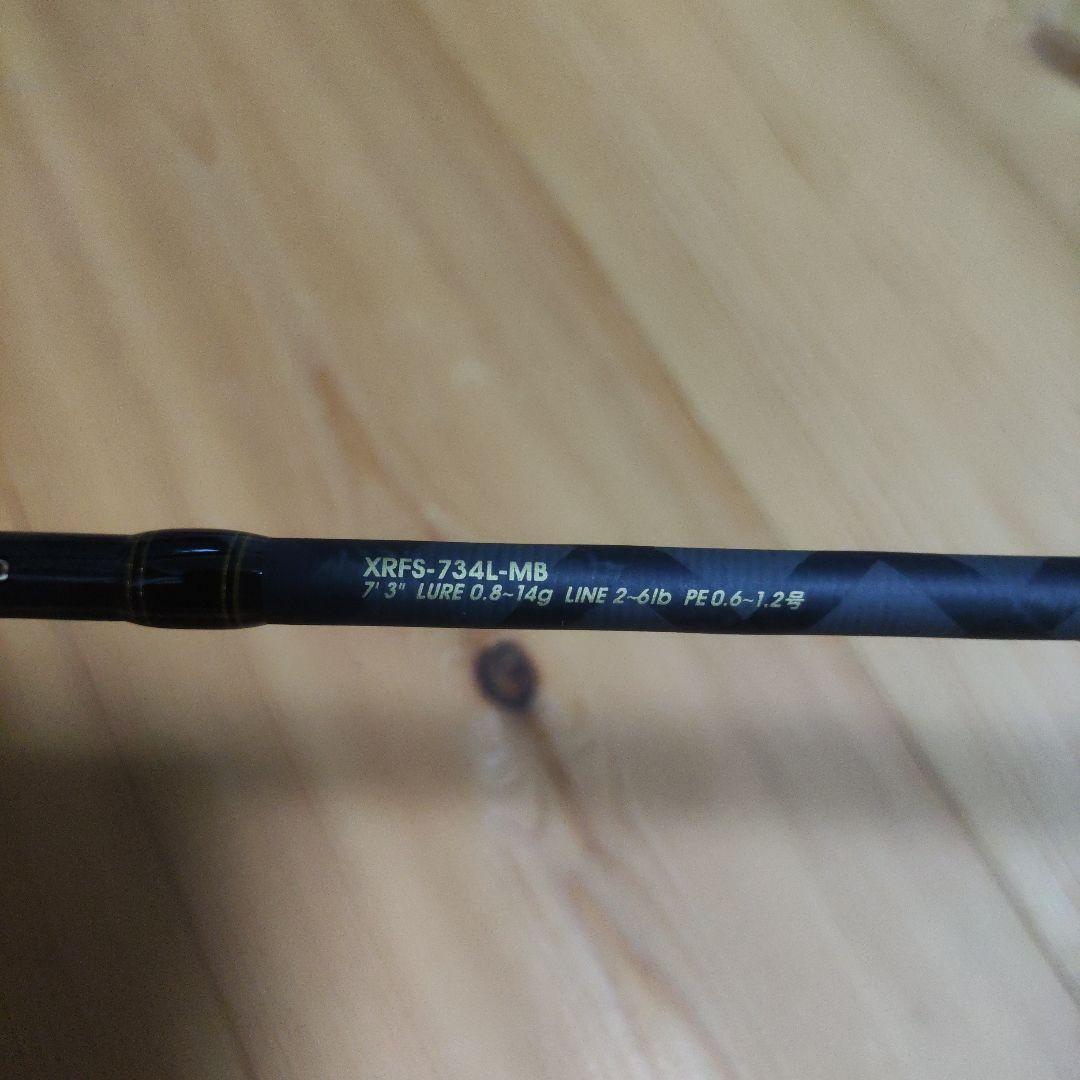 XRFS-734L-MB
7' 3" LURE 0.8~14g LINE 2~6lb PE 0.6~1.2号